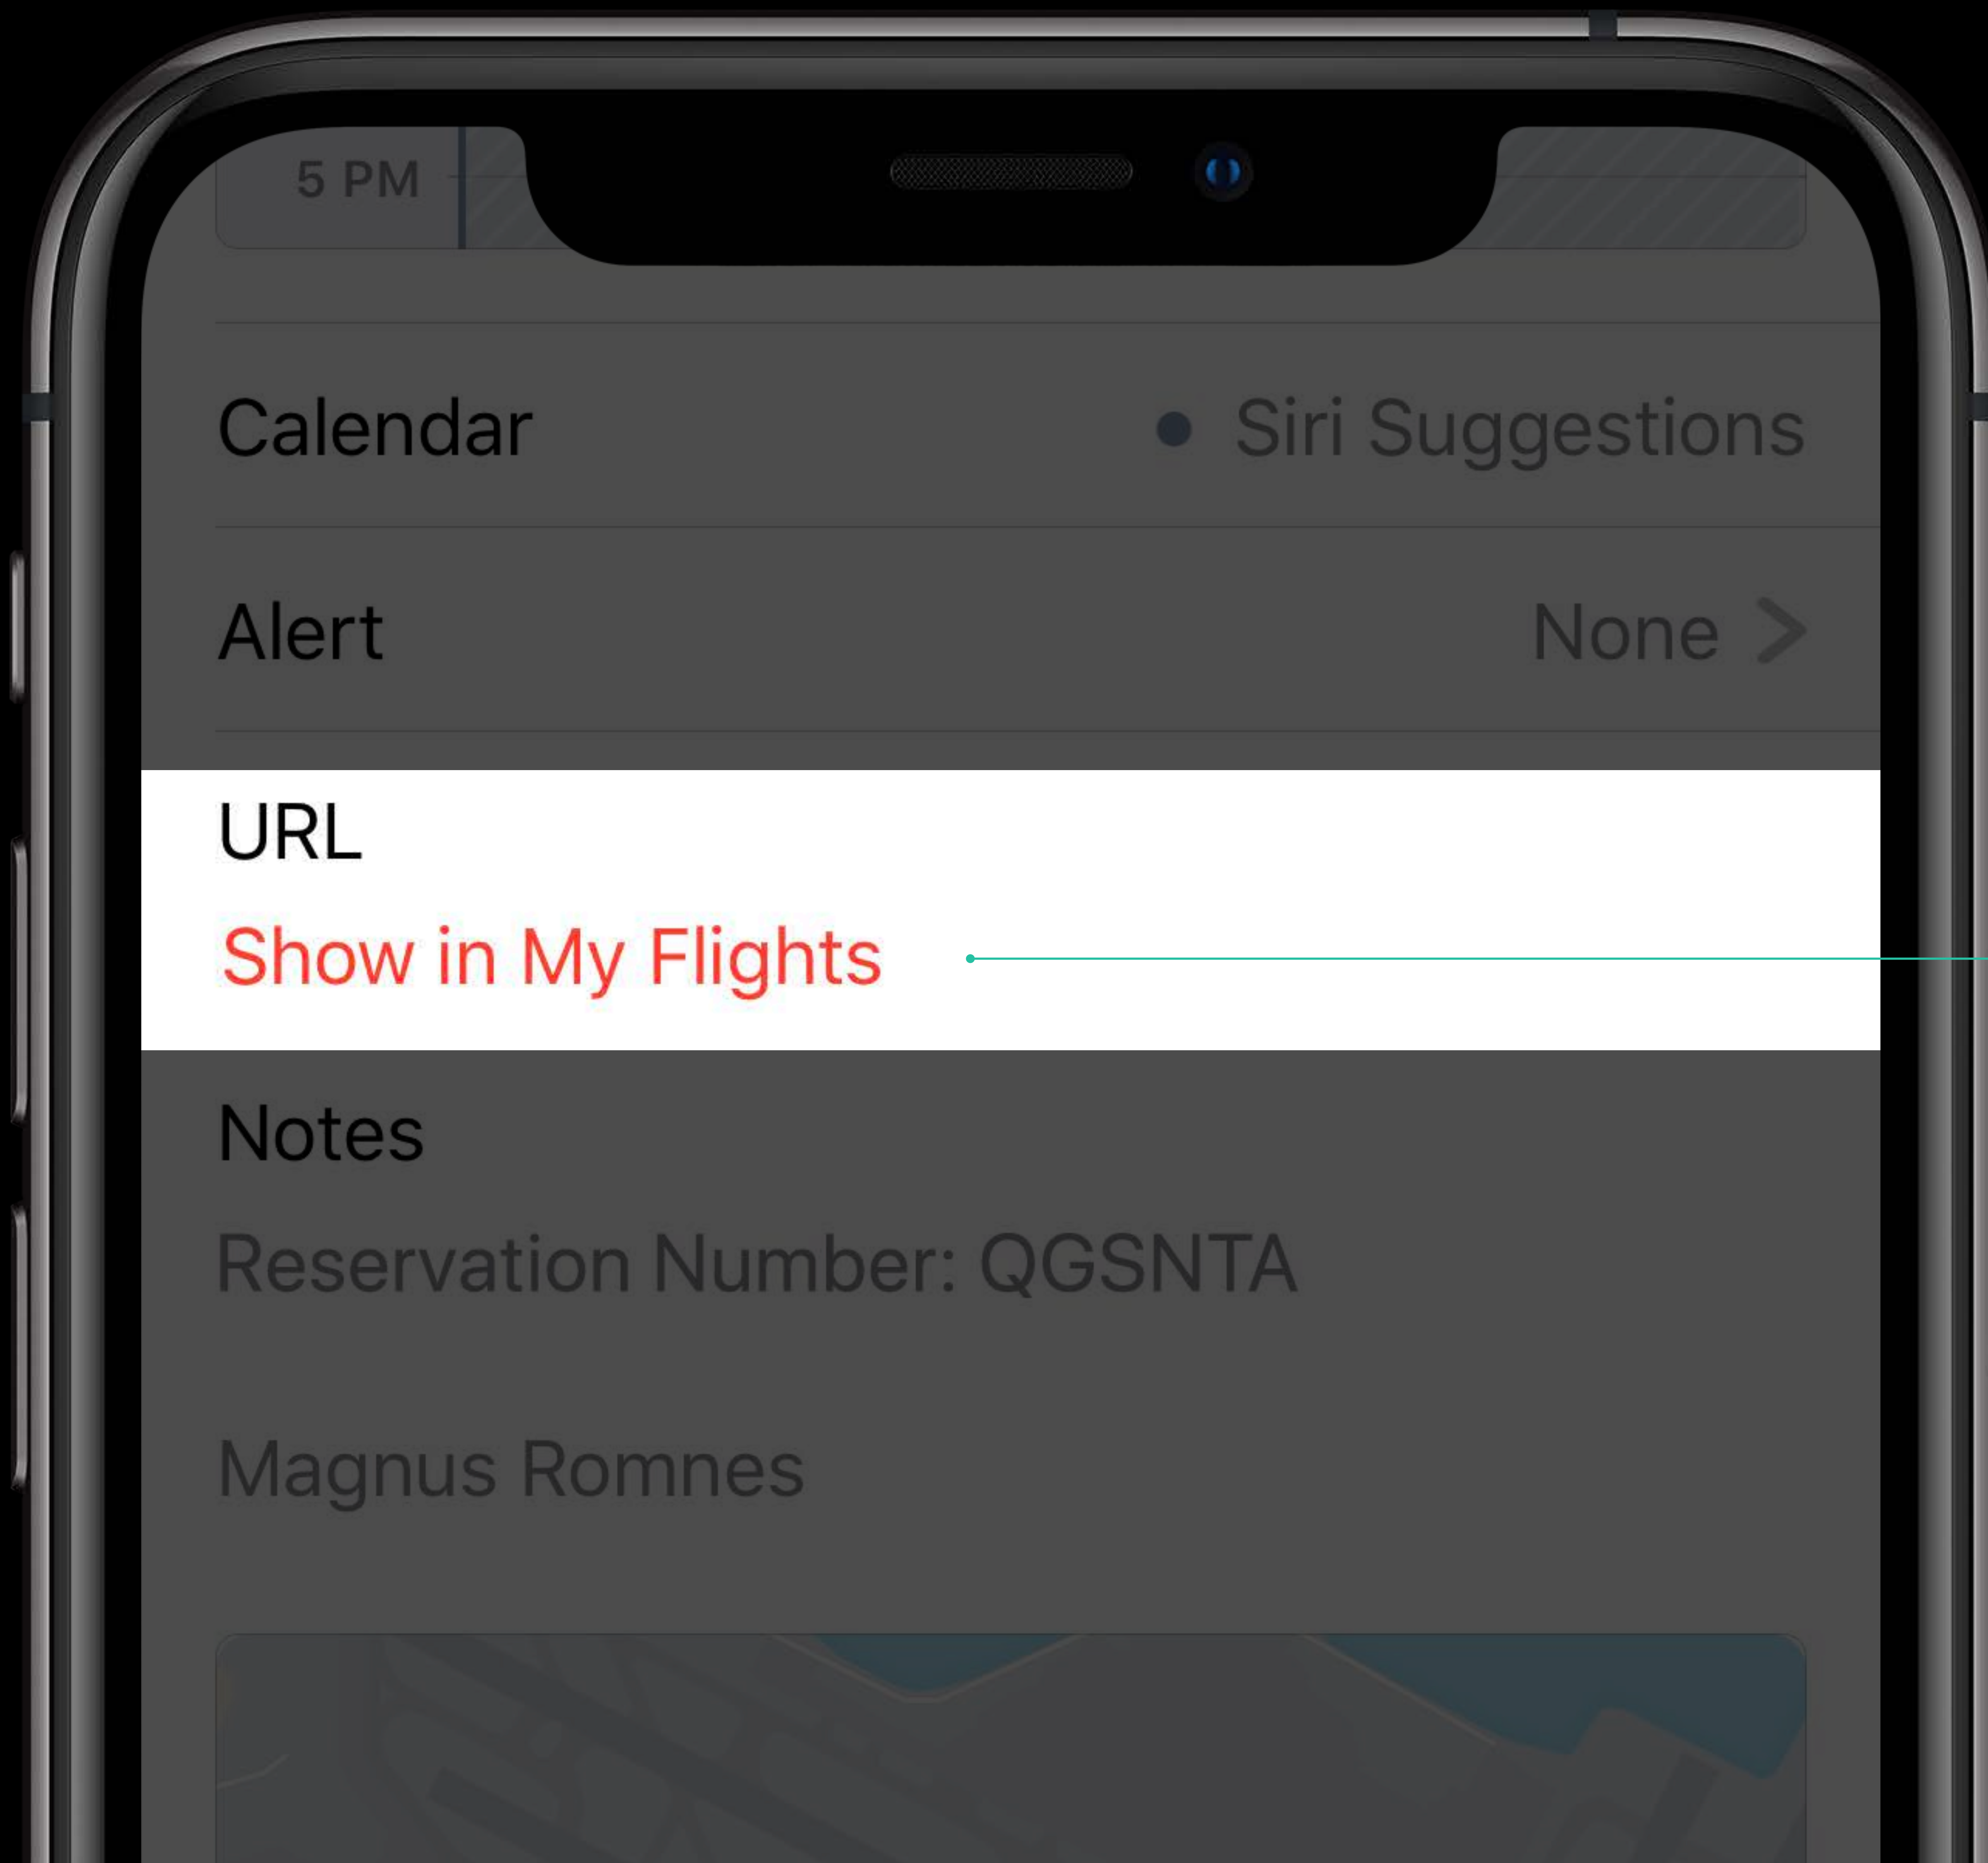 5 PM
Calendar
Siri Suggestions
Alert
None
URL
Show in My Flights
Notes
Reservation Number: QGSNTA
Magnus Romnes